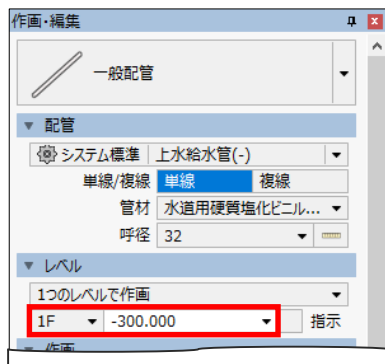 作画・編集
一般配管
配管
システム標準 上水給水管(-)
単線/複線 単線 複線
管材 水道用硬質塩化ビニル...
呼径 32
レベル
1つのレベルで作画
1F -300.000 指示
作画